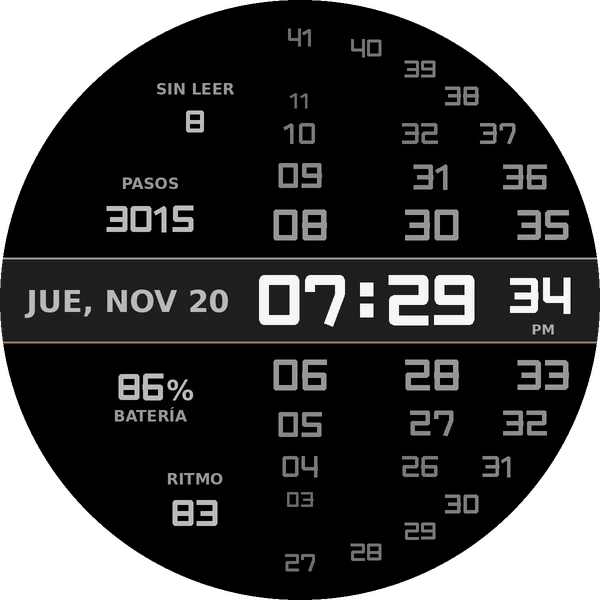 41 40
39
SIN LEER
38
11
8
10 32 37
09 31 36
PASOS
3015
08 30 35
JUE, NOV 20 07:29 34
PM
06 28 33
86%
BATERÍA
05 27 32
04 26 31
RITMO
03 30
83
29
28
27